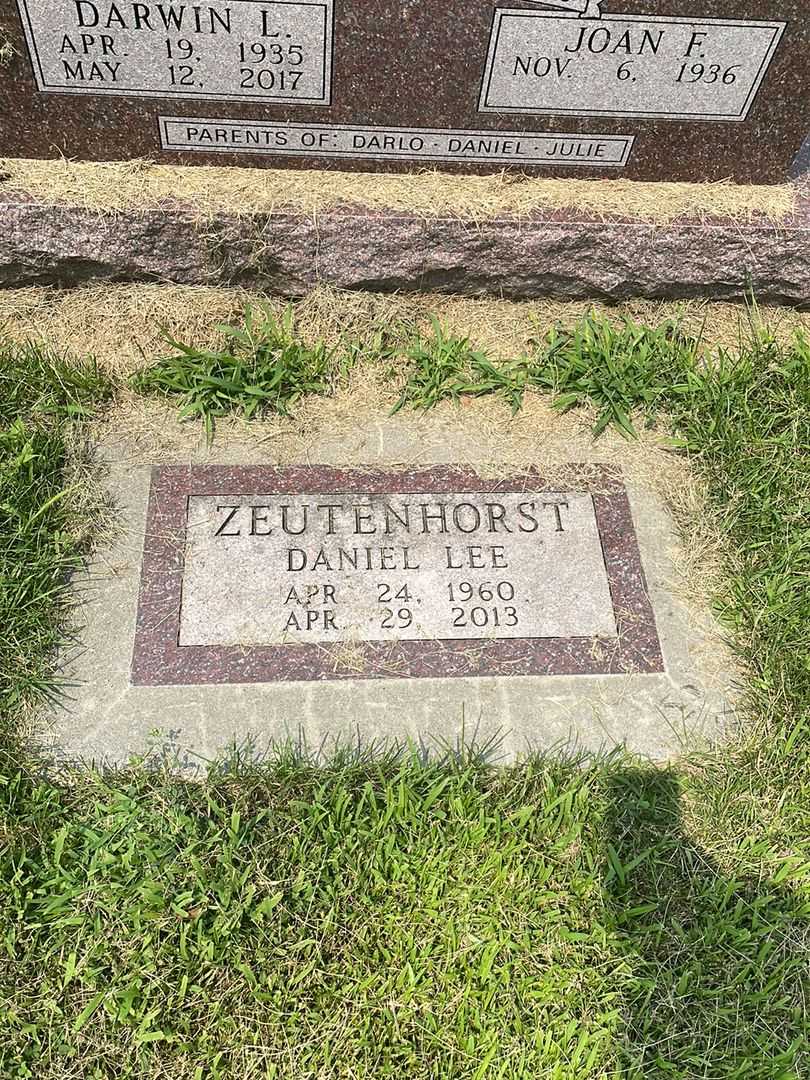 DARWIN L.
APR. 19, 1935
MAY 12, 2017
JOAN F.
NOV. 6, 1936
PARENTS OF: DARLO · DANIEL · JULIE
ZEUTENHORST
DANIEL LEE
APR. 24, 1960
APR. 29, 2013